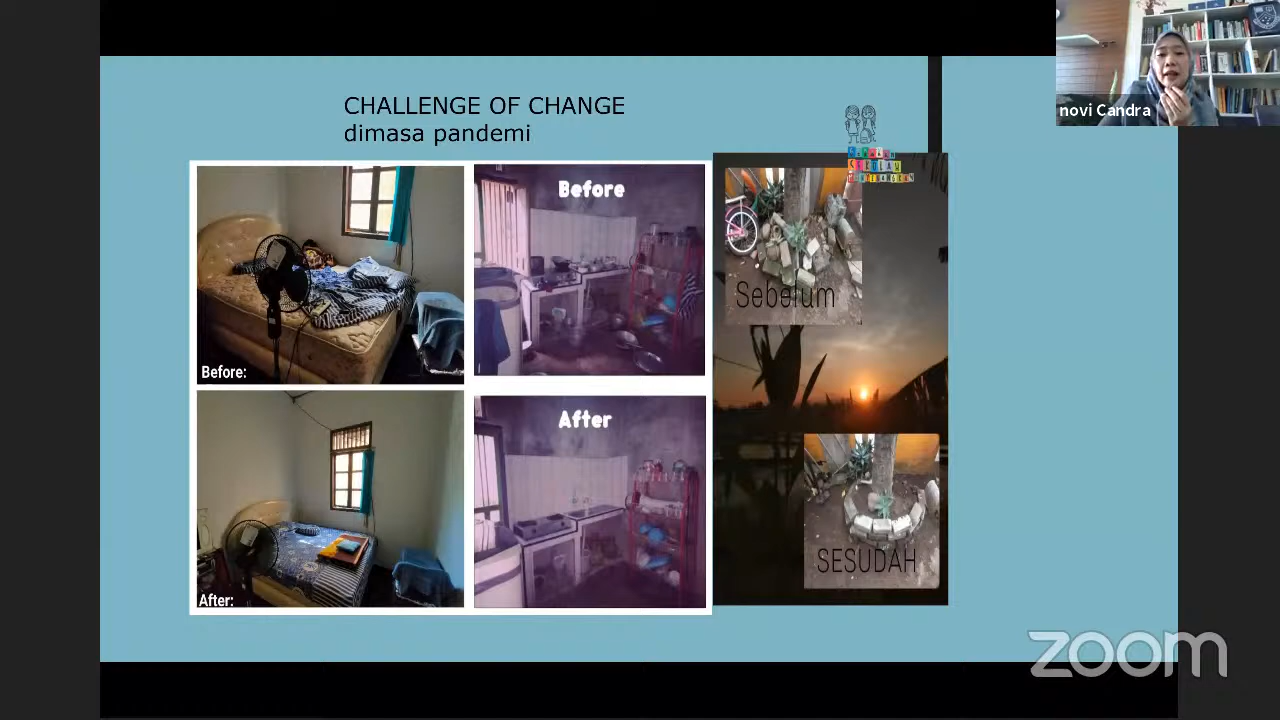 CHALLENGE OF CHANGE
dimasa pandemi
novi Candra
Before:
Before
Sebelum
After:
After
SESUDAH
zoom